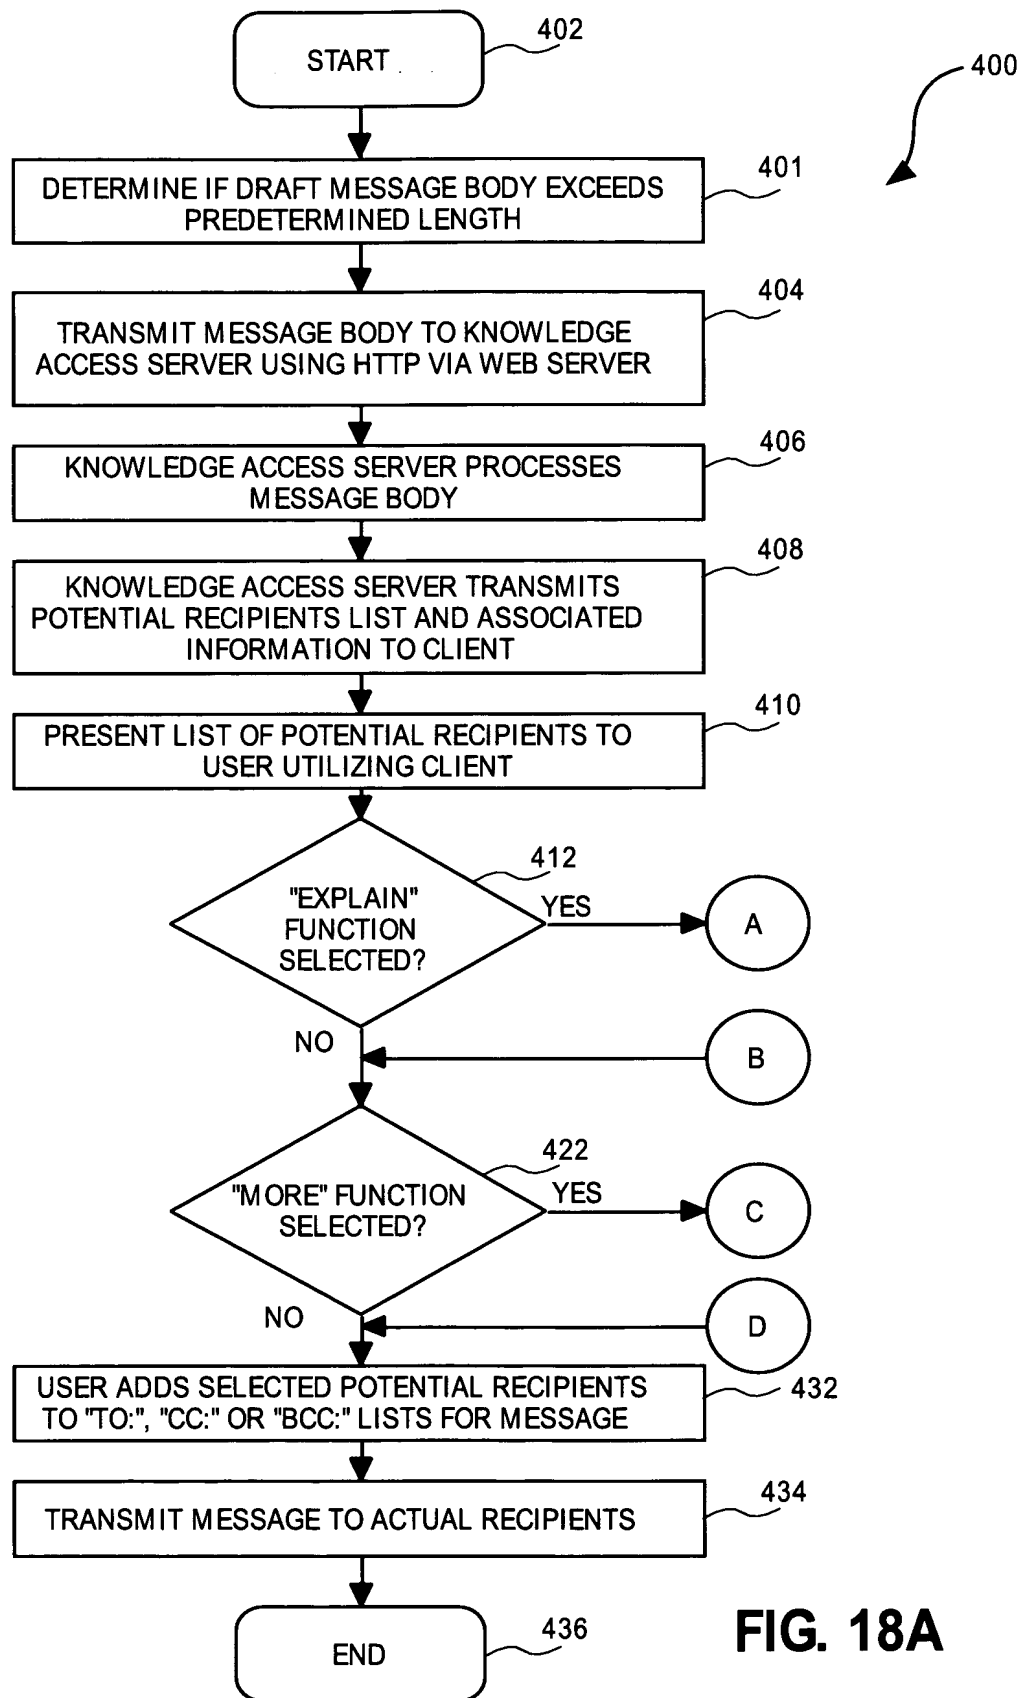 START
402
400
DETERMINE IF DRAFT MESSAGE BODY EXCEEDS
PREDETERMINED LENGTH
401
TRANSMIT MESSAGE BODY TO KNOWLEDGE
ACCESS SERVER USING HTTP VIA WEB SERVER
404
KNOWLEDGE ACCESS SERVER PROCESSES
MESSAGE BODY
406
KNOWLEDGE ACCESS SERVER TRANSMITS
POTENTIAL RECIPIENTS LIST AND ASSOCIATED
INFORMATION TO CLIENT
408
PRESENT LIST OF POTENTIAL RECIPIENTS TO
USER UTILIZING CLIENT
410
"EXPLAIN"
FUNCTION
SELECTED?
412
YES
A
NO
B
"MORE" FUNCTION
SELECTED?
422
YES
C
NO
D
USER ADDS SELECTED POTENTIAL RECIPIENTS
TO "TO:", "CC:" OR "BCC:" LISTS FOR MESSAGE
432
TRANSMIT MESSAGE TO ACTUAL RECIPIENTS
434
END
436
FIG. 18A